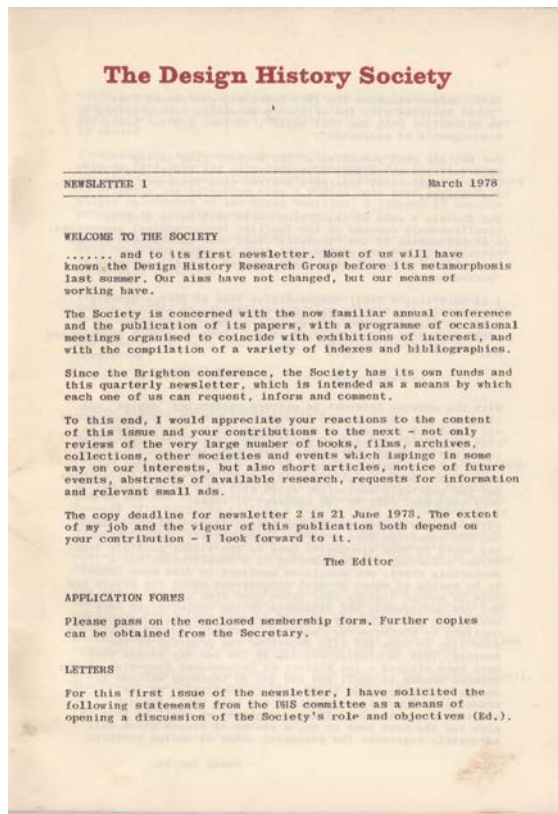 The Design History Society
NEWSLETTER 1 March 1978
WELCOME TO THE SOCIETY
....... and to its first newsletter. Most of us will have
known the Design History Research Group before its metamorphosis
last summer. Our aims have not changed, but our means of
working have.
The Society is concerned with the now familiar annual conference
and the publication of its papers, with a programme of occasional
meetings organised to coincide with exhibitions of interest, and
with the compilation of a variety of indexes and bibliographies.
Since the Brighton conference, the Society has its own funds and
this quarterly newsletter, which is intended as a means by which
each one of us can request, inform and comment.
To this end, I would appreciate your reactions to the content
of this issue and your contributions to the next - not only
reviews of the very large number of books, films, archives,
collections, other societies and events which impinge in some
way on our interests, but also short articles, notice of future
events, abstracts of available research, requests for information
and relevant small ads.
The copy deadline for newsletter 2 is 21 June 1978. The extent
of my job and the vigour of this publication both depend on
your contribution - I look forward to it.
The Editor
APPLICATION FORMS
Please pass on the enclosed membership form. Further copies
can be obtained from the Secretary.
LETTERS
For this first issue of the newsletter, I have solicited the
following statements from the DHS committee as a means of
opening a discussion of the Society's role and objectives (Ed.).